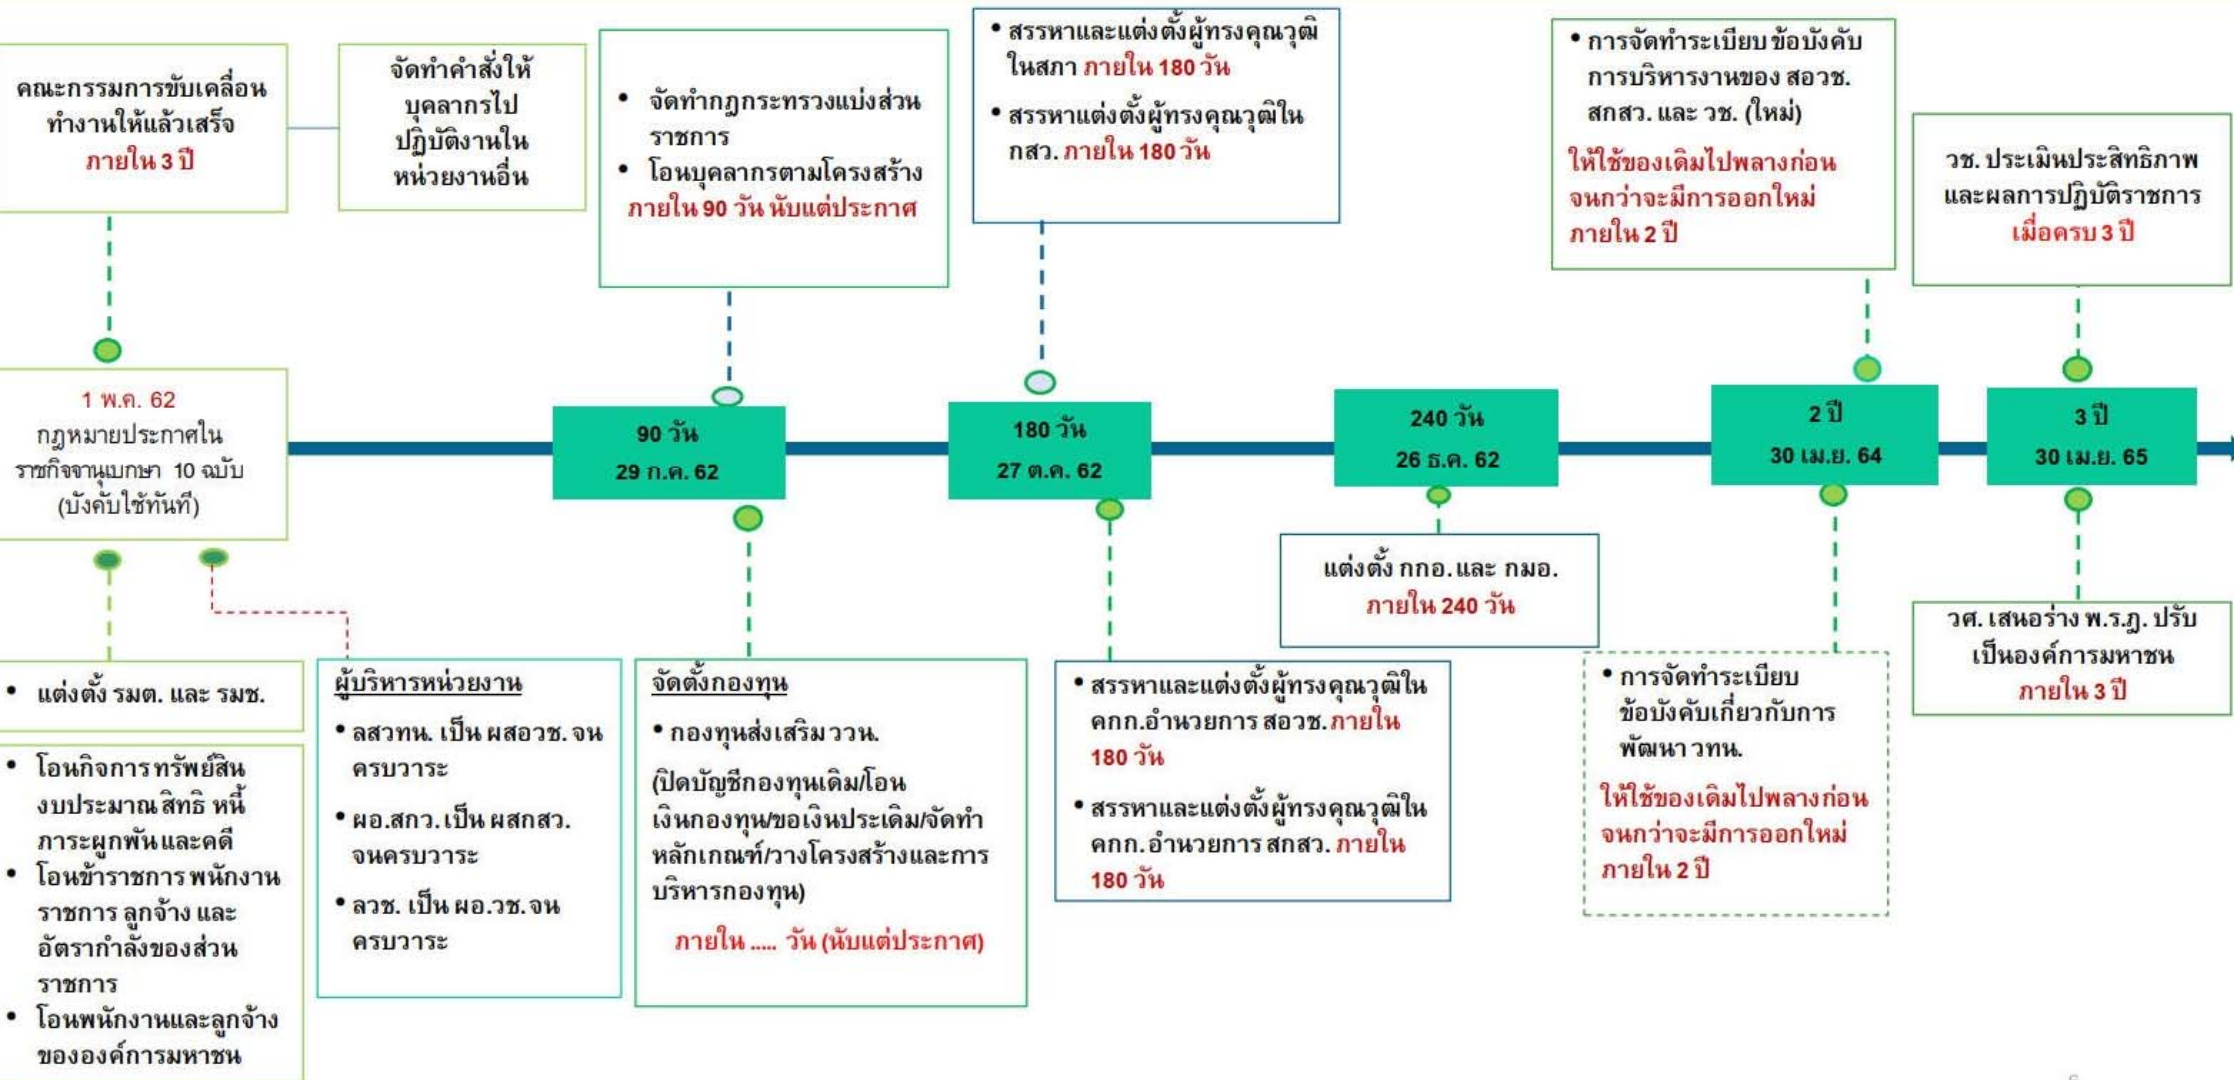 คณะกรรมการขับเคลื่อน
ทำงานให้แล้วเสร็จ
ภายใน 3 ปี
จัดทำคำสั่งให้
บุคลากรไป
ปฏิบัติงานใน
หน่วยงานอื่น
• จัดทำกฎกระทรวงแบ่งส่วน
ราชการ
• โอนบุคลากรตามโครงสร้าง
ภายใน 90 วัน นับแต่ประกาศ
• สรรหาและแต่งตั้งผู้ทรงคุณวุฒิ
ในสภา ภายใน 180 วัน
• สรรหาแต่งตั้งผู้ทรงคุณวุฒิใน
กสว. ภายใน 180 วัน
• การจัดทำระเบียบ ข้อบังคับ
การบริหารงานของ สอวช.
สกสว. และ วช. (ใหม่)
ให้ใช้ของเดิมไปพลางก่อน
จนกว่าจะมีการออกใหม่
ภายใน 2 ปี
วช. ประเมินประสิทธิภาพ
และผลการปฏิบัติราชการ
เมื่อครบ 3 ปี
1 พ.ค. 62
กฎหมายประกาศใน
ราชกิจจานุเบกษา 10 ฉบับ
(บังคับใช้ทันที)
90 วัน
29 ก.ค. 62
180 วัน
27 ต.ค. 62
240 วัน
26 ธ.ค. 62
2 ปี
30 เม.ย. 64
3 ปี
30 เม.ย. 65
• แต่งตั้ง รมต. และ รมช.
• โอนกิจการ ทรัพย์สิน
งบประมาณ สิทธิ หนี้
ภาระผูกพัน และคดี
• โอนข้าราชการ พนักงาน
ราชการ ลูกจ้าง และ
อัตรากำลังของส่วน
ราชการ
• โอนพนักงานและลูกจ้าง
ขององค์การมหาชน
ผู้บริหารหน่วยงาน
• ลสวทน. เป็น ผสอวช. จน
ครบวาระ
• ผอ.สกว. เป็น ผสกสว.
จนครบวาระ
• ลวช. เป็น ผอ.วช. จน
ครบวาระ
จัดตั้งกองทุน
• กองทุนส่งเสริม ววน.
(ปิดบัญชีกองทุนเดิม/โอน
เงินกองทุน/ขอเงินประเดิม/จัดทำ
หลักเกณฑ์/วางโครงสร้างและการ
บริหารกองทุน)
ภายใน ..... วัน (นับแต่ประกาศ)
• สรรหาและแต่งตั้งผู้ทรงคุณวุฒิใน
คกก.อำนวยการ สอวช. ภายใน
180 วัน
• สรรหาและแต่งตั้งผู้ทรงคุณวุฒิใน
คกก. อำนวยการ สกสว. ภายใน
180 วัน
แต่งตั้ง กกอ. และ กมอ.
ภายใน 240 วัน
• การจัดทำระเบียบ
ข้อบังคับเกี่ยวกับการ
พัฒนา วทน.
ให้ใช้ของเดิมไปพลางก่อน
จนกว่าจะมีการออกใหม่
ภายใน 2 ปี
วศ. เสนอร่าง พ.ร.ฎ. ปรับ
เป็นองค์การมหาชน
ภายใน 3 ปี